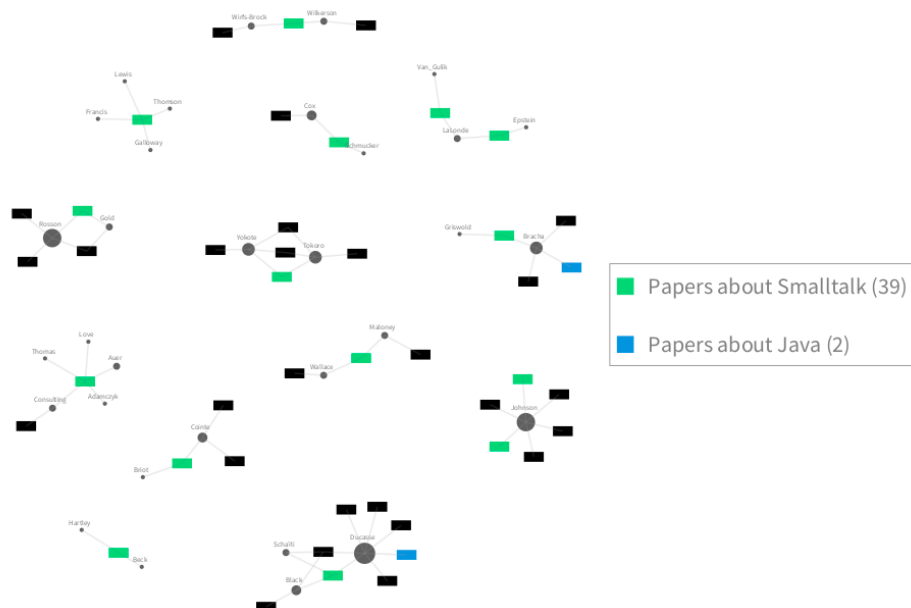 Wirfs-Brock
Wilkerson
Lewis
Thomson
Francis
Galloway
Cox
Schmucker
Van_Gulik
LaLonde
Epstein
Rosson
Gold
Yokote
Tokoro
Griswold
Bracha
Papers about Smalltalk (39)
Papers about Java (2)
Love
Thomas
Auer
Consulting
Adamczyk
Maloney
Wallace
Johnson
Cointe
Briot
Hartley
Beck
Ducasse
Schärli
Black